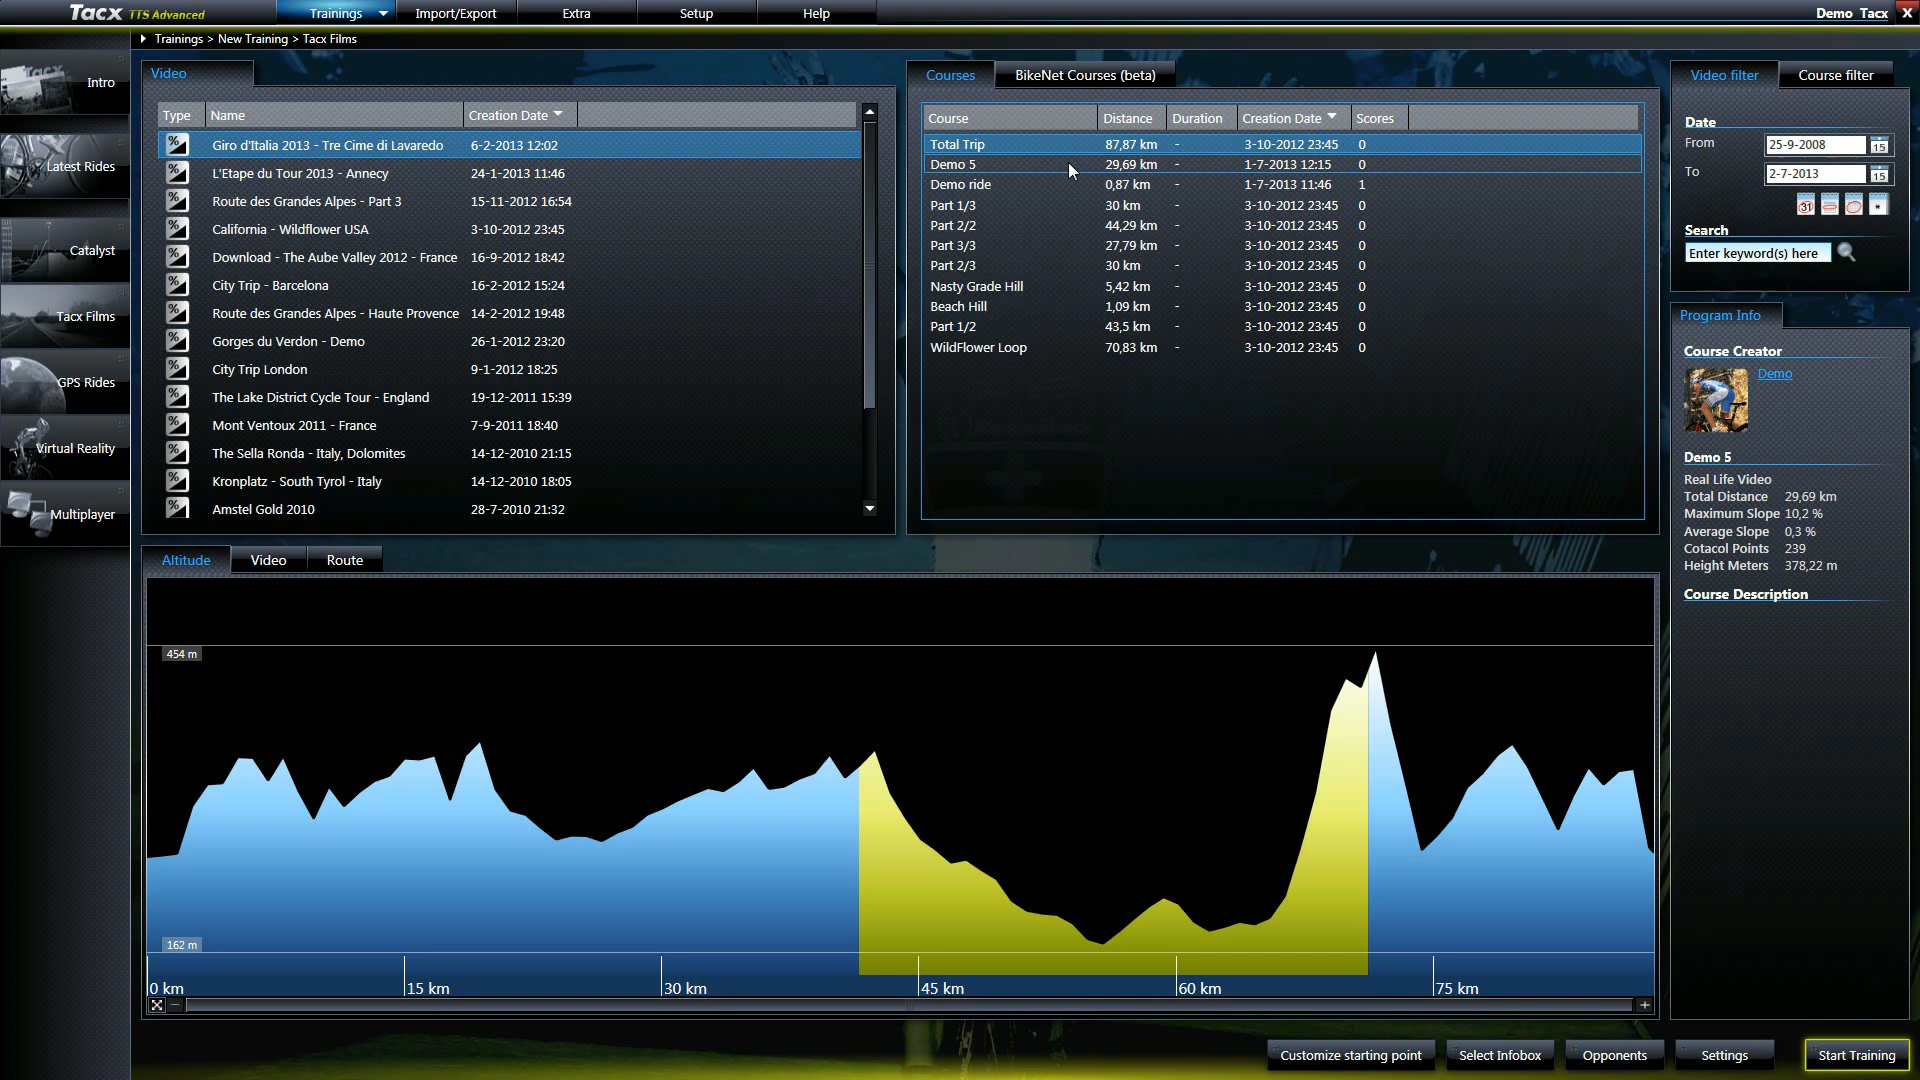 Tacx TTS Advanced
Trainings
Import/Export
Extra
Setup
Help
Demo Tacx
X
Trainings > New Training > Tacx Films
Intro
Latest Rides
Catalyst
Tacx Films
GPS Rides
Virtual Reality
Multiplayer
Video
Type Name Creation Date
% Giro d'Italia 2013 - Tre Cime di Lavaredo 6-2-2013 12:02
% L'Etape du Tour 2013 - Annecy 24-1-2013 11:46
% Route des Grandes Alpes - Part 3 15-11-2012 16:54
% California - Wildflower USA 3-10-2012 23:45
% Download - The Aube Valley 2012 - France 16-9-2012 18:42
% City Trip - Barcelona 16-2-2012 15:24
% Route des Grandes Alpes - Haute Provence 14-2-2012 19:48
% Gorges du Verdon - Demo 26-1-2012 23:20
% City Trip London 9-1-2012 18:25
% The Lake District Cycle Tour - England 19-12-2011 15:39
% Mont Ventoux 2011 - France 7-9-2011 18:40
% The Sella Ronda - Italy, Dolomites 14-12-2010 21:15
% Kronplatz - South Tyrol - Italy 14-12-2010 18:05
% Amstel Gold 2010 28-7-2010 21:32
Courses
BikeNet Courses (beta)
Course Distance Duration Creation Date Scores
Total Trip 87,87 km - 3-10-2012 23:45 0
Demo 5 29,69 km - 1-7-2013 12:15 0
Demo ride 0,87 km - 1-7-2013 11:46 1
Part 1/3 30 km - 3-10-2012 23:45 0
Part 2/2 44,29 km - 3-10-2012 23:45 0
Part 3/3 27,79 km - 3-10-2012 23:45 0
Part 2/3 30 km - 3-10-2012 23:45 0
Nasty Grade Hill 5,42 km - 3-10-2012 23:45 0
Beach Hill 1,09 km - 3-10-2012 23:45 0
Part 1/2 43,5 km - 3-10-2012 23:45 0
WildFlower Loop 70,83 km - 3-10-2012 23:45 0
Video filter
Course filter
Date
From 25-9-2008 15
To 2-7-2013 15
31
Search
Enter keyword(s) here
Program Info
Course Creator
Demo
Demo 5
Real Life Video
Total Distance 29,69 km
Maximum Slope 10,2 %
Average Slope 0,3 %
Cotacol Points 239
Height Meters 378,22 m
Course Description
Altitude
Video
Route
454 m
162 m
0 km 15 km 30 km 45 km 60 km 75 km
Customize starting point
Select Infobox
Opponents
Settings
Start Training